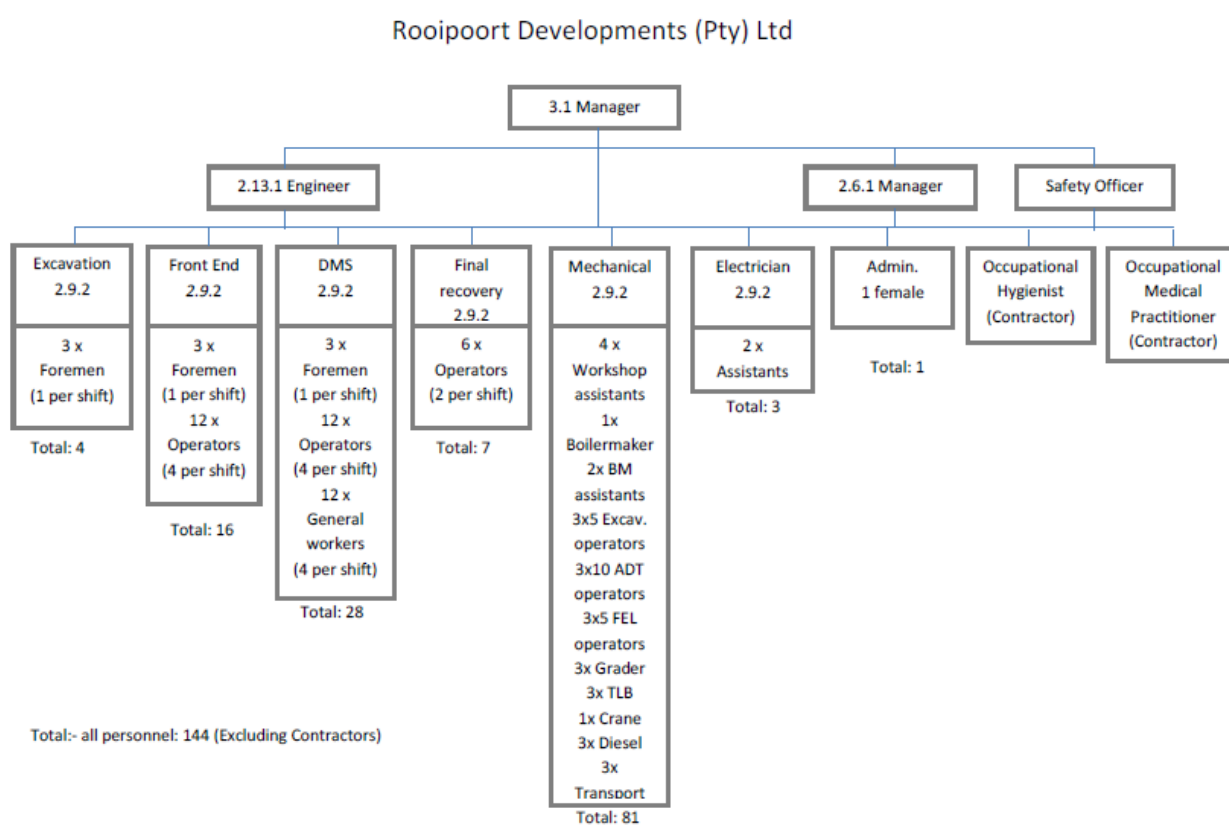 Rooipoort Developments (Pty) Ltd
3.1 Manager
2.13.1 Engineer
2.6.1 Manager
Safety Officer
Excavation
2.9.2
3 x
Foremen
(1 per shift)
Total: 4
Front End
2.9.2
3 x
Foremen
(1 per shift)
12 x
Operators
(4 per shift)
Total: 16
DMS
2.9.2
3 x
Foremen
(1 per shift)
12 x
Operators
(4 per shift)
12 x
General
workers
(4 per shift)
Total: 28
Final
recovery
2.9.2
6 x
Operators
(2 per shift)
Total: 7
Mechanical
2.9.2
4 x
Workshop
assistants
1x
Boilermaker
2x BM
assistants
3x5 Excav.
operators
3x10 ADT
operators
3x5 FEL
operators
3x Grader
3x TLB
1x Crane
3x Diesel
3x
Transport
Total: 81
Electrician
2.9.2
2 x
Assistants
Total: 3
Admin.
1 female
Total: 1
Occupational
Hygienist
(Contractor)
Occupational
Medical
Practitioner
(Contractor)
Total:- all personnel: 144 (Excluding Contractors)